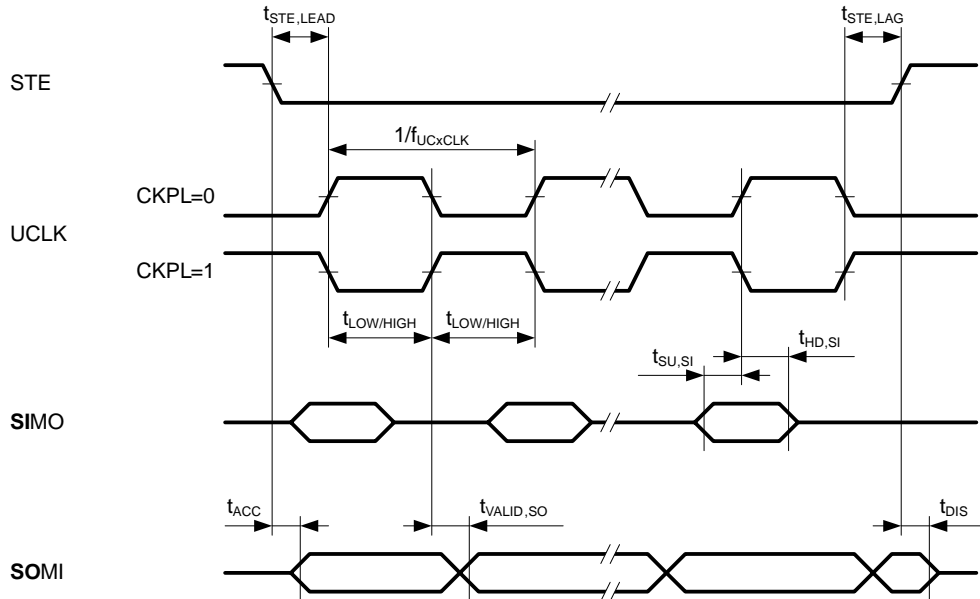 tSTE,LEAD
tSTE,LAG
STE
1/fUCxCLK
CKPL=0
UCLK
CKPL=1
tLOW/HIGH tLOW/HIGH
tHD,SI
tSU,SI
SIMO
tACC
tVALID,SO
tDIS
SOMI